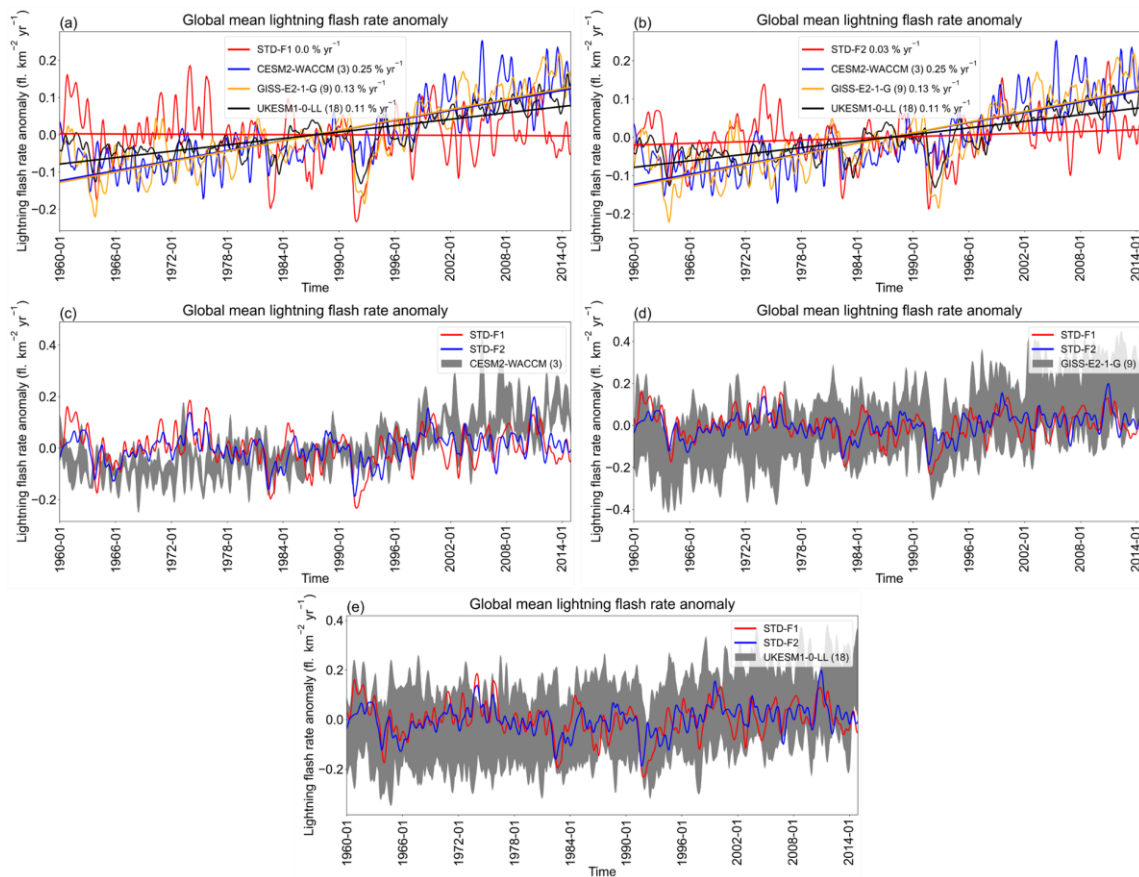 (a) Global mean lightning flash rate anomaly
Lightning flash rate anomaly (fl. km⁻² yr⁻¹)
0.2
0.1
0.0
−0.1
−0.2
STD-F1 0.0 % yr⁻¹
CESM2-WACCM (3) 0.25 % yr⁻¹
GISS-E2-1-G (9) 0.13 % yr⁻¹
UKESM1-0-LL (18) 0.11 % yr⁻¹
1960-01 1966-01 1972-01 1978-01 1984-01 1990-01 1996-01 2002-01 2008-01 2014-01
Time
(b) Global mean lightning flash rate anomaly
Lightning flash rate anomaly (fl. km⁻² yr⁻¹)
0.2
0.1
0.0
−0.1
−0.2
STD-F2 0.03 % yr⁻¹
CESM2-WACCM (3) 0.25 % yr⁻¹
GISS-E2-1-G (9) 0.13 % yr⁻¹
UKESM1-0-LL (18) 0.11 % yr⁻¹
1960-01 1966-01 1972-01 1978-01 1984-01 1990-01 1996-01 2002-01 2008-01 2014-01
Time
(c) Global mean lightning flash rate anomaly
Lightning flash rate anomaly (fl. km⁻² yr⁻¹)
0.4
0.2
0.0
−0.2
STD-F1
STD-F2
CESM2-WACCM (3)
1960-01 1966-01 1972-01 1978-01 1984-01 1990-01 1996-01 2002-01 2008-01 2014-01
Time
(d) Global mean lightning flash rate anomaly
Lightning flash rate anomaly (fl. km⁻² yr⁻¹)
0.4
0.2
0.0
−0.2
−0.4
STD-F1
STD-F2
GISS-E2-1-G (9)
1960-01 1966-01 1972-01 1978-01 1984-01 1990-01 1996-01 2002-01 2008-01 2014-01
Time
(e) Global mean lightning flash rate anomaly
Lightning flash rate anomaly (fl. km⁻² yr⁻¹)
0.4
0.2
0.0
−0.2
STD-F1
STD-F2
UKESM1-0-LL (18)
1960-01 1966-01 1972-01 1978-01 1984-01 1990-01 1996-01 2002-01 2008-01 2014-01
Time